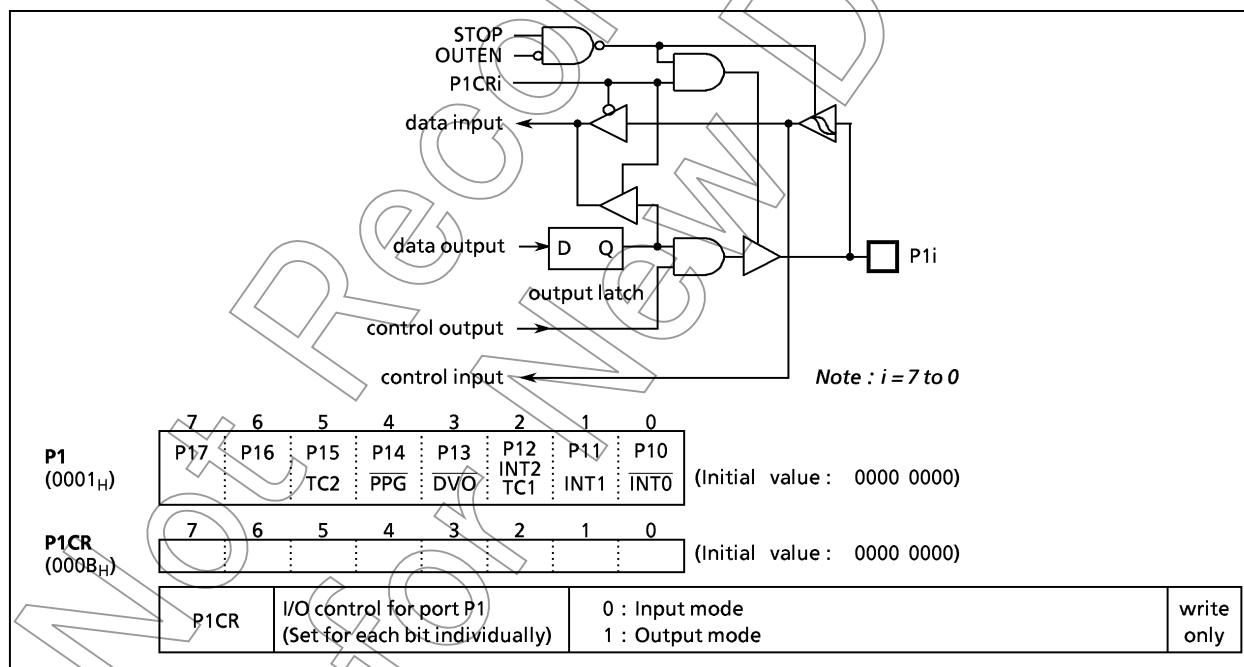 STOP
OUTEN
P1CRi
data input
data output
D Q
P1i
output latch
control output
control input
Note : i = 7 to 0
7 6 5 4 3 2 1 0
P1
(0001H)
P17 P16 P15 P14 P13 P12 P11 P10
TC2 PPG DVO INT2 TC1 INT1 INT0
(Initial value : 0000 0000)
7 6 5 4 3 2 1 0
P1CR
(000BH)
(Initial value : 0000 0000)
P1CR
I/O control for port P1
(Set for each bit individually)
0 : Input mode
1 : Output mode
write
only
Not Recom
for New D